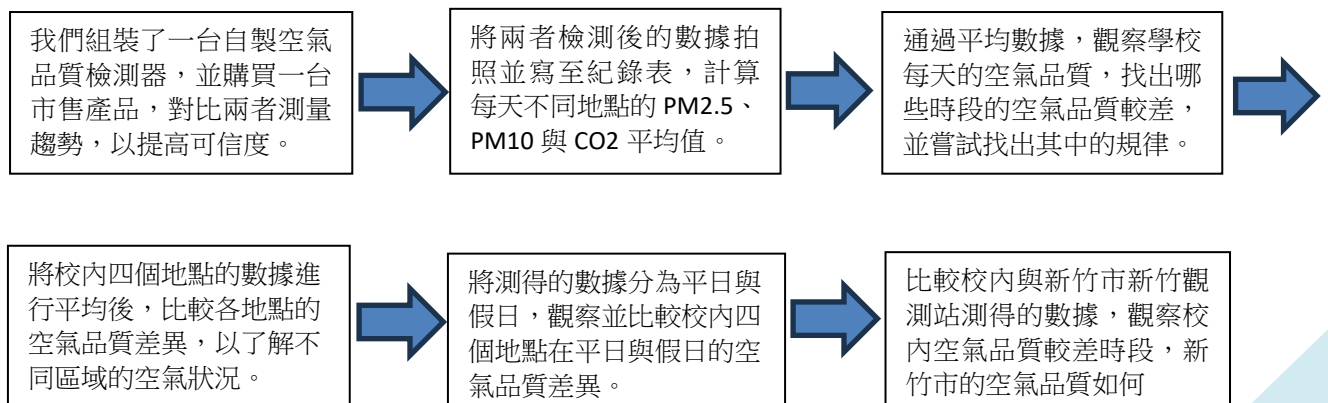 我們組裝了一台自製空氣
品質檢測器，並購買一台
市售產品，對比兩者測量
趨勢，以提高可信度。
將兩者檢測後的數據拍
照並寫至紀錄表，計算
每天不同地點的 PM2.5、
PM10 與 CO2 平均值。
通過平均數據，觀察學校
每天的空氣品質，找出哪
些時段的空氣品質較差，
並嘗試找出其中的規律。
將校內四個地點的數據進
行平均後，比較各地點的
空氣品質差異，以了解不
同區域的空氣狀況。
將測得的數據分為平日與
假日，觀察並比較校內四
個地點在平日與假日的空
氣品質差異。
比較校內與新竹市新竹觀
測站測得的數據，觀察校
內空氣品質較差時段，新
竹市的空氣品質如何